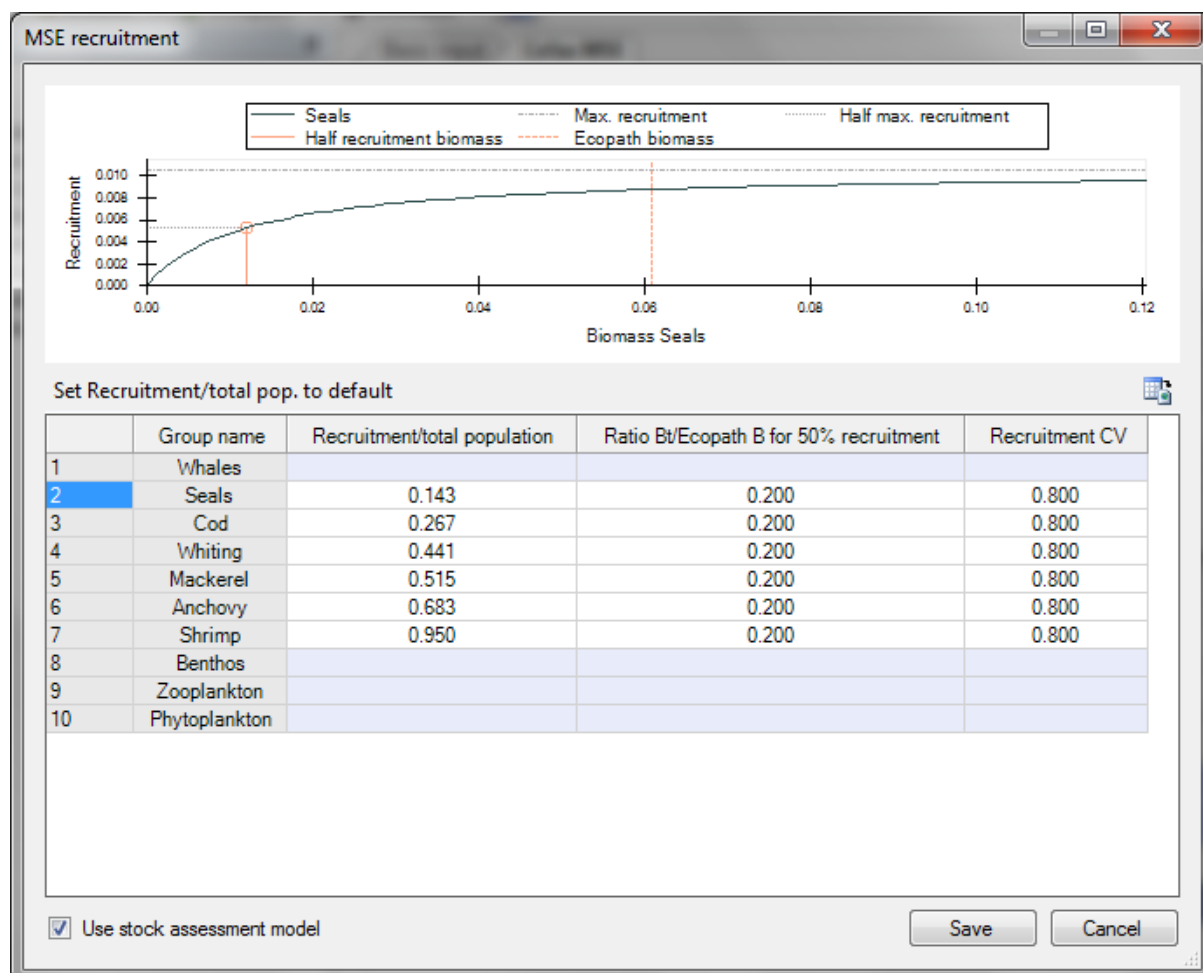 MSE recruitment
Seals Max. recruitment Half max. recruitment
Half recruitment biomass Ecopath biomass
Recruitment
0.010
0.008
0.006
0.004
0.002
0.000
0.00 0.02 0.04 0.06 0.08 0.10 0.12
Biomass Seals
Set Recruitment/total pop. to default
Group name Recruitment/total population Ratio Bt/Ecopath B for 50% recruitment Recruitment CV
1 Whales
2 Seals 0.143 0.200 0.800
3 Cod 0.267 0.200 0.800
4 Whiting 0.441 0.200 0.800
5 Mackerel 0.515 0.200 0.800
6 Anchovy 0.683 0.200 0.800
7 Shrimp 0.950 0.200 0.800
8 Benthos
9 Zooplankton
10 Phytoplankton
Use stock assessment model Save Cancel